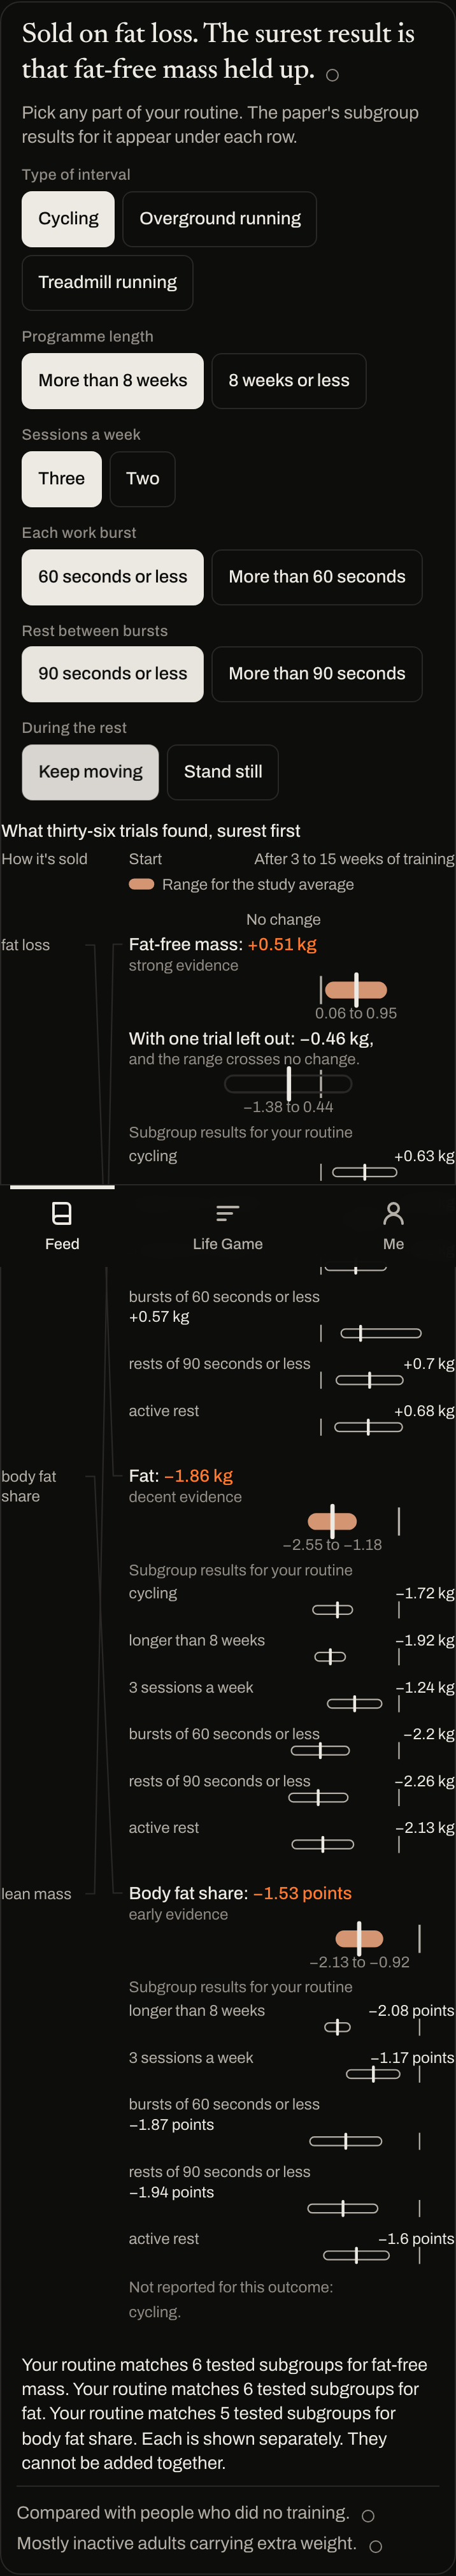 Sold on fat loss. The surest result is
that fat-free mass held up.
Pick any part of your routine. The paper's subgroup
results for it appear under each row.
Type of interval
Cycling
Overground running
Treadmill running
Programme length
More than 8 weeks
8 weeks or less
Sessions a week
Three
Two
Each work burst
60 seconds or less
More than 60 seconds
Rest between bursts
90 seconds or less
More than 90 seconds
During the rest
Keep moving
Stand still
What thirty-six trials found, surest first
How it's sold
Start
After 3 to 15 weeks of training
Range for the study average
No change
fat loss
Fat-free mass: +0.51 kg
strong evidence
0.06 to 0.95
With one trial left out: −0.46 kg,
and the range crosses no change.
−1.38 to 0.44
Subgroup results for your routine
cycling
+0.63 kg
Feed
Life Game
Me
bursts of 60 seconds or less
+0.57 kg
rests of 90 seconds or less
+0.7 kg
active rest
+0.68 kg
body fat
share
Fat: −1.86 kg
decent evidence
−2.55 to −1.18
Subgroup results for your routine
cycling
−1.72 kg
longer than 8 weeks
−1.92 kg
3 sessions a week
−1.24 kg
bursts of 60 seconds or less
−2.2 kg
rests of 90 seconds or less
−2.26 kg
active rest
−2.13 kg
lean mass
Body fat share: −1.53 points
early evidence
−2.13 to −0.92
Subgroup results for your routine
longer than 8 weeks
−2.08 points
3 sessions a week
−1.17 points
bursts of 60 seconds or less
−1.87 points
rests of 90 seconds or less
−1.94 points
active rest
−1.6 points
Not reported for this outcome:
cycling.
Your routine matches 6 tested subgroups for fat-free
mass. Your routine matches 6 tested subgroups for
fat. Your routine matches 5 tested subgroups for
body fat share. Each is shown separately. They
cannot be added together.
Compared with people who did no training.
Mostly inactive adults carrying extra weight.